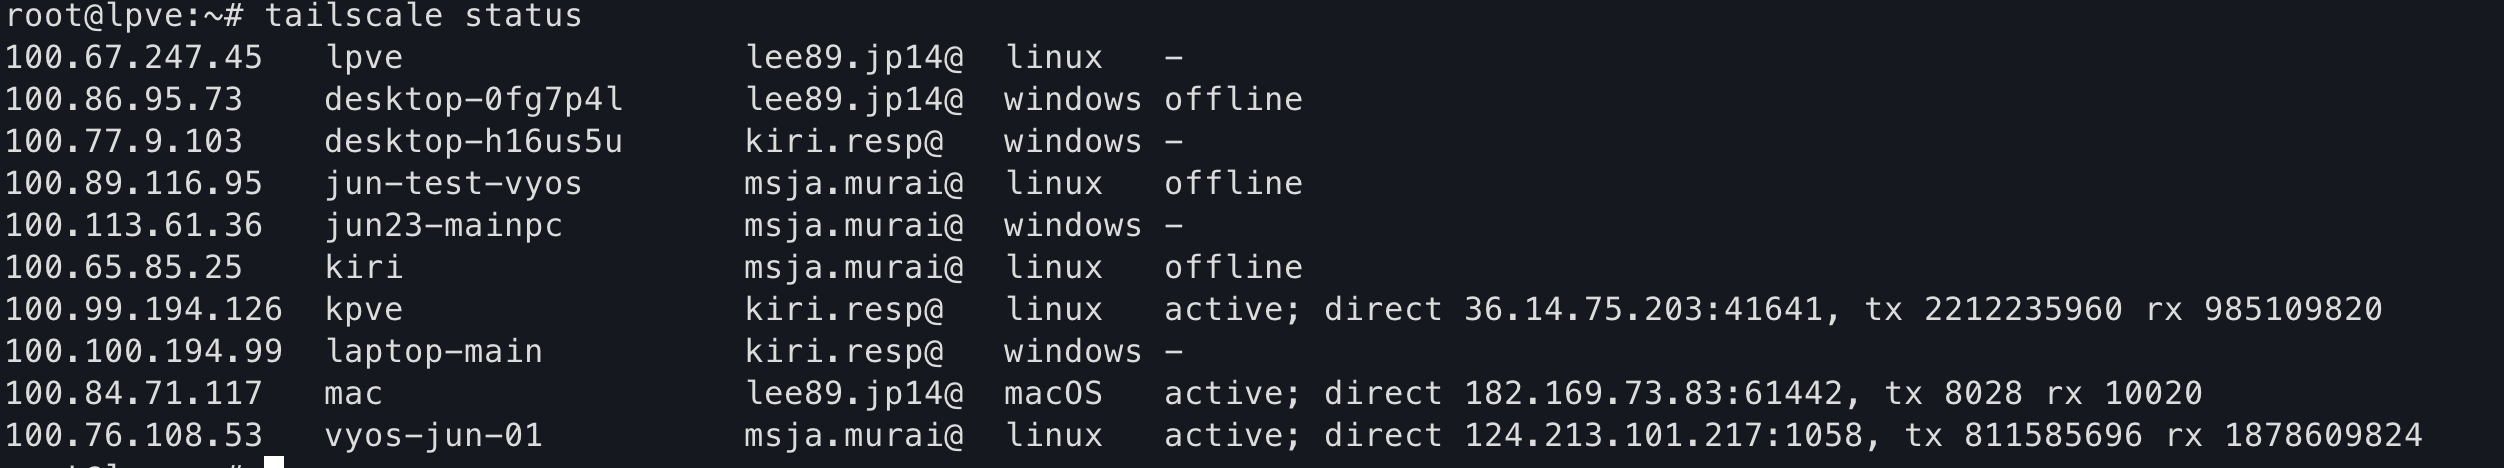 root@lpve:~# tailscale status
100.67.247.45   lpve                 lee89.jp14@  linux   -
100.86.95.73    desktop-0fg7p4l      lee89.jp14@  windows offline
100.77.9.103    desktop-h16us5u      kiri.resp@   windows -
100.89.116.95   jun-test-vyos        msja.murai@  linux   offline
100.113.61.36   jun23-mainpc         msja.murai@  windows -
100.65.85.25    kiri                 msja.murai@  linux   offline
100.99.194.126  kpve                 kiri.resp@   linux   active; direct 36.14.75.203:41641, tx 2212235960 rx 985109820
100.100.194.99  laptop-main          kiri.resp@   windows -
100.84.71.117   mac                  lee89.jp14@  macOS   active; direct 182.169.73.83:61442, tx 8028 rx 10020
100.76.108.53   vyos-jun-01          msja.murai@  linux   active; direct 124.213.101.217:1058, tx 811585696 rx 1878609824